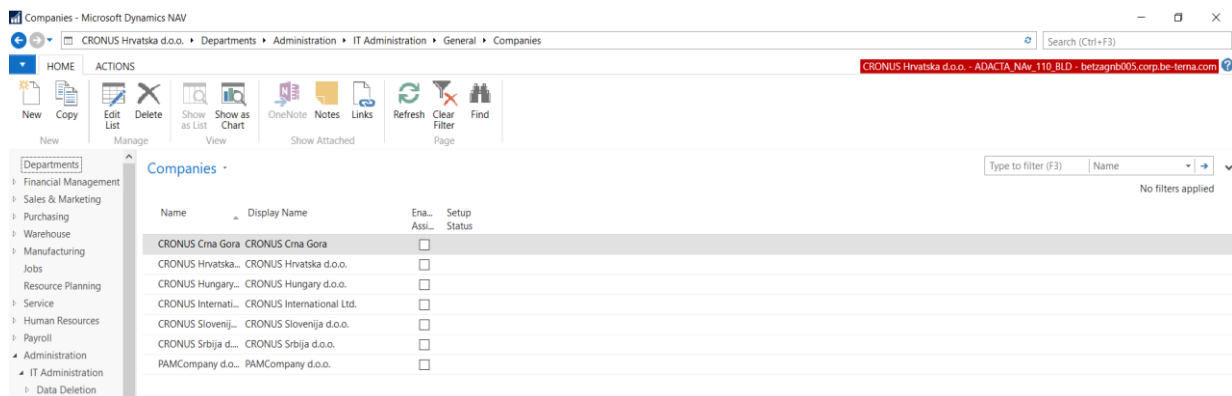 Companies - Microsoft Dynamics NAV
CRONUS Hrvatska d.o.o. Departments Administration IT Administration General Companies
Search (Ctrl+F3)
HOME ACTIONS
CRONUS Hrvatska d.o.o. - ADACTA_NAv_110_BLD - betzagnb005.corp.be-terna.com
New Copy Edit List Delete Show as List Show as Chart OneNote Notes Links Refresh Clear Filter Find
New Manage View Show Attached Page
Departments
Financial Management
Sales & Marketing
Purchasing
Warehouse
Manufacturing
Jobs
Resource Planning
Service
Human Resources
Payroll
Administration
IT Administration
Data Deletion
Companies
Type to filter (F3) Name
No filters applied
Name Display Name Ena... Assi... Setup Status
CRONUS Crna Gora CRONUS Crna Gora
CRONUS Hrvatska... CRONUS Hrvatska d.o.o.
CRONUS Hungary... CRONUS Hungary d.o.o.
CRONUS Internati... CRONUS International Ltd.
CRONUS Slovenij... CRONUS Slovenija d.o.o.
CRONUS Srbija d.... CRONUS Srbija d.o.o.
PAMCompany d.o... PAMCompany d.o.o.